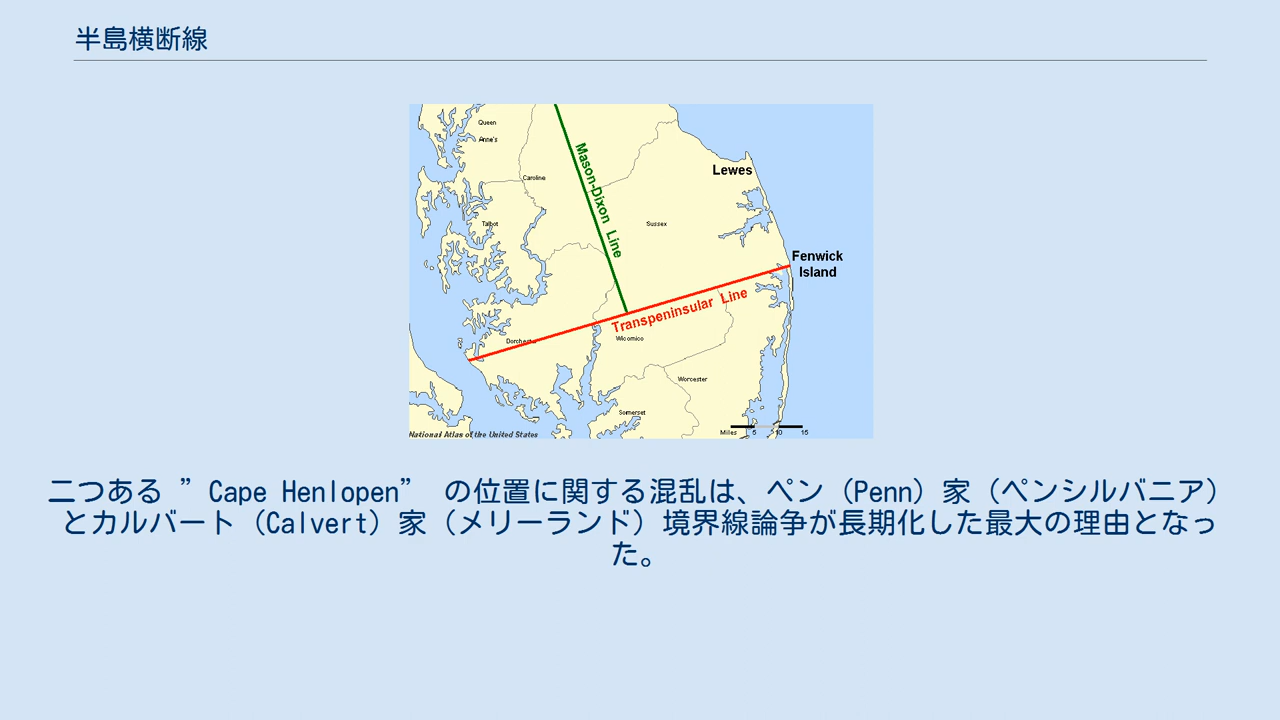 半島横断線
Queen
Anne's
Mason-Dixon Line
Lewes
Caroline
Talbot
Sussex
Fenwick
Island
Transpeninsular Line
Dorchester
Wicomico
Worcester
Somerset
National Atlas of the United States
Miles 5 10 15
二つある ”Cape Henlopen” の位置に関する混乱は、ペン（Penn）家（ペンシルバニア）
とカルバート（Calvert）家（メリーランド）境界線論争が長期化した最大の理由となっ
た。